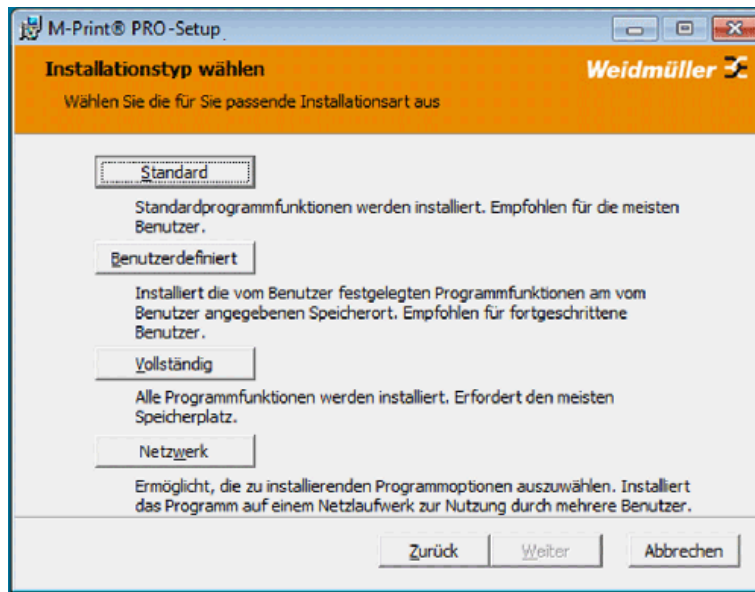 M-Print® PRO-Setup
Installationstyp wählen
Weidmüller
Wählen Sie die für Sie passende Installationsart aus
Standard
Standardprogrammfunktionen werden installiert. Empfohlen für die meisten
Benutzer.
Benutzerdefiniert
Installiert die vom Benutzer festgelegten Programmfunktionen am vom
Benutzer angegebenen Speicherort. Empfohlen für fortgeschrittene
Benutzer.
Vollständig
Alle Programmfunktionen werden installiert. Erfordert den meisten
Speicherplatz.
Netzwerk
Ermöglicht, die zu installierenden Programmoptionen auszuwählen. Installiert
das Programm auf einem Netzlaufwerk zur Nutzung durch mehrere Benutzer.
Zurück Weiter Abbrechen